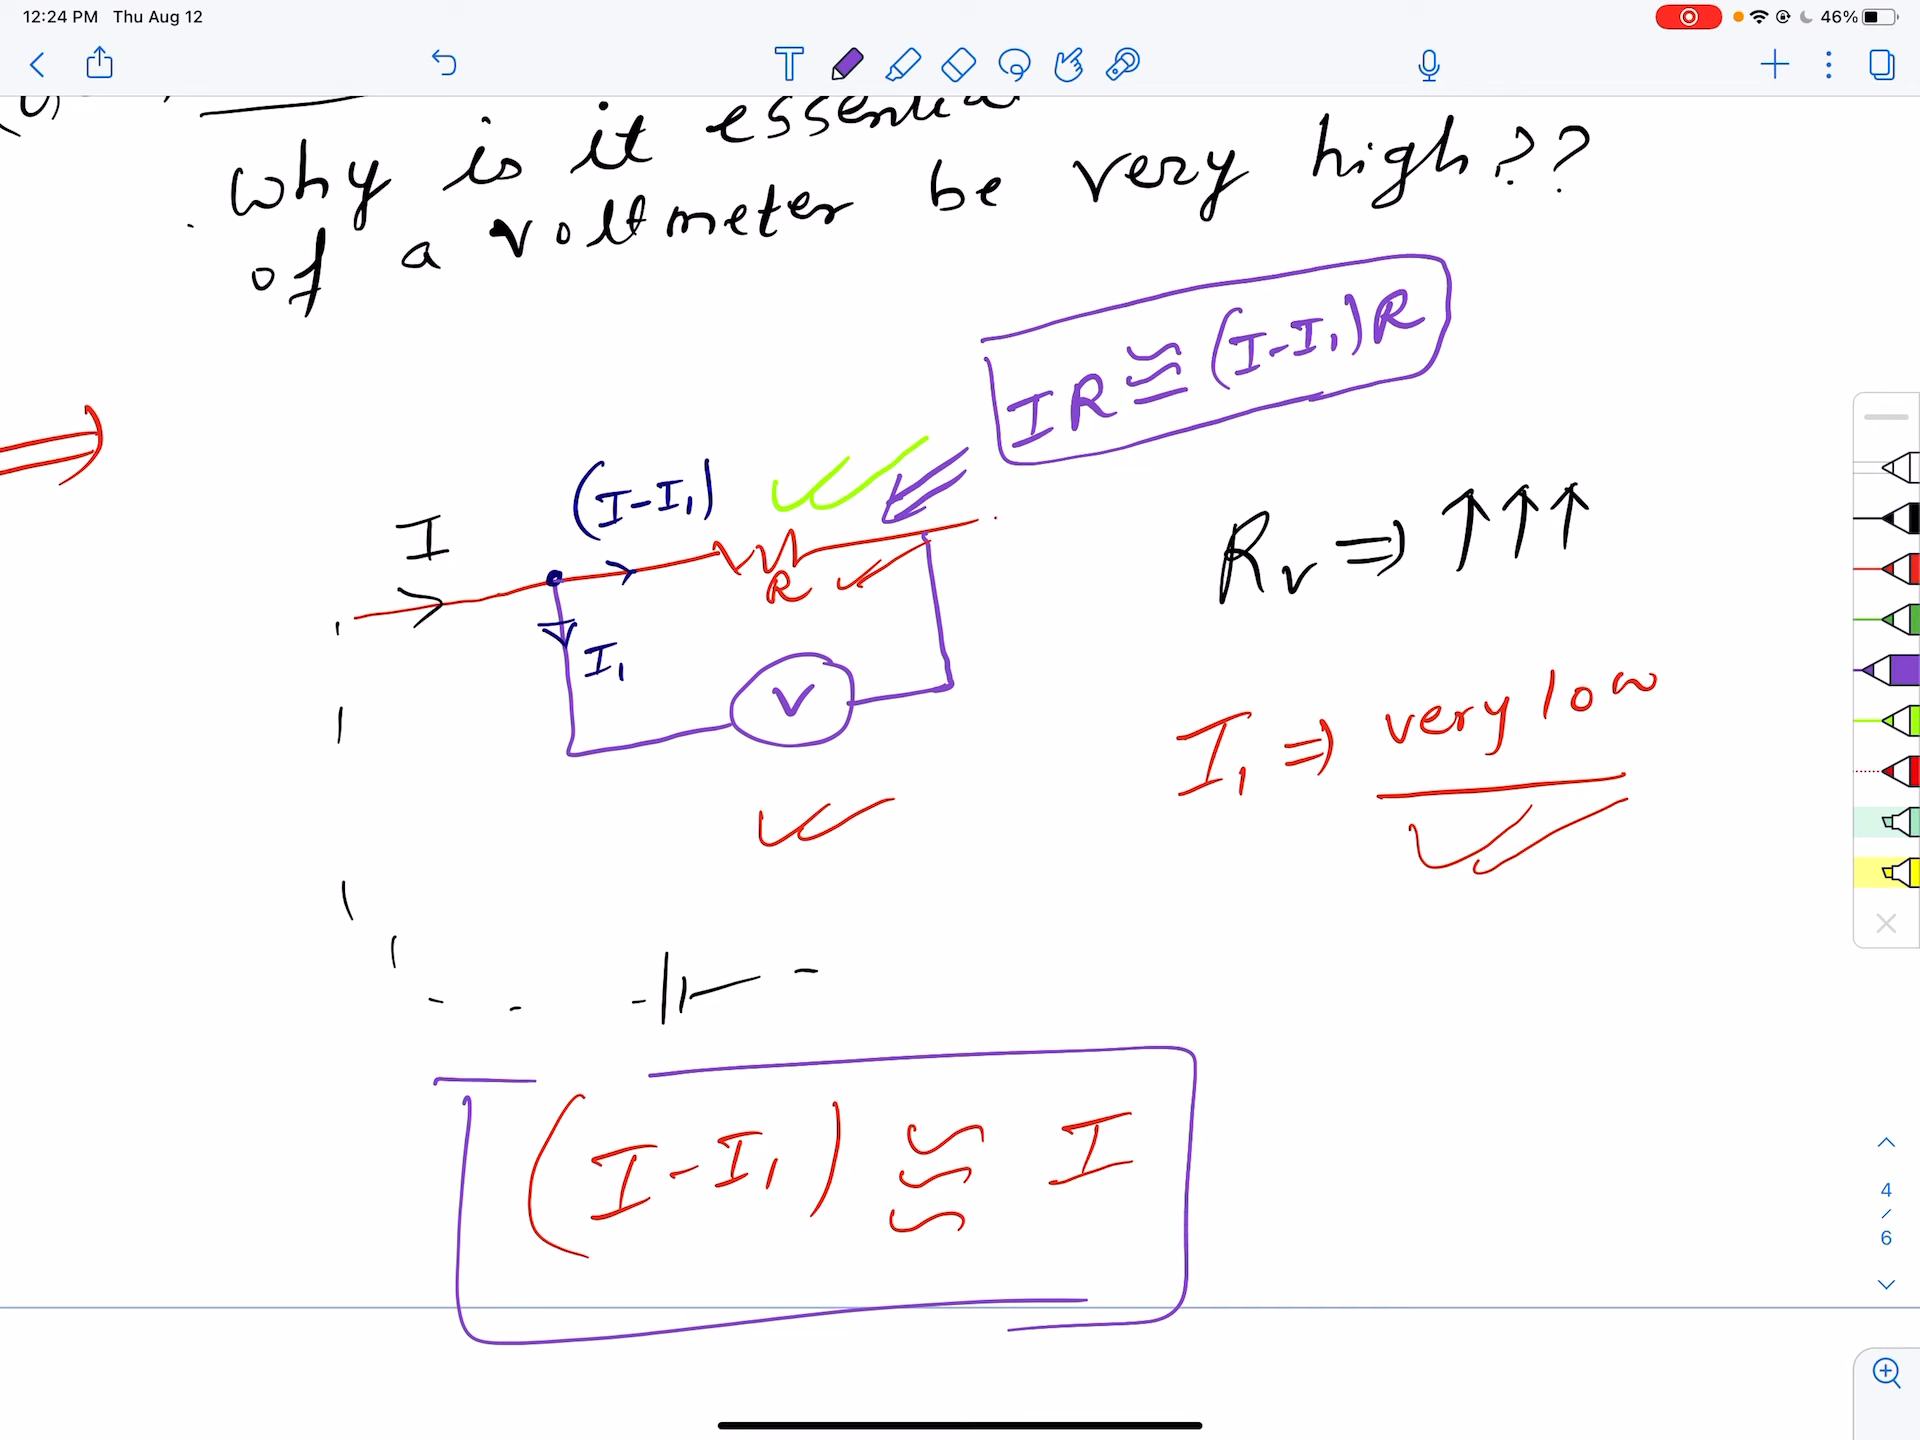 12:24 PM Thu Aug 12
46%
T
Why is it essential
of a voltmeter be very high??
IR ≅ (I-I₁)R
(I-I₁)
I
R
I₁
V
Rv ⇒ ↑↑↑
I₁ ⇒ very low
(I-I₁) ≅ I
4
/
6